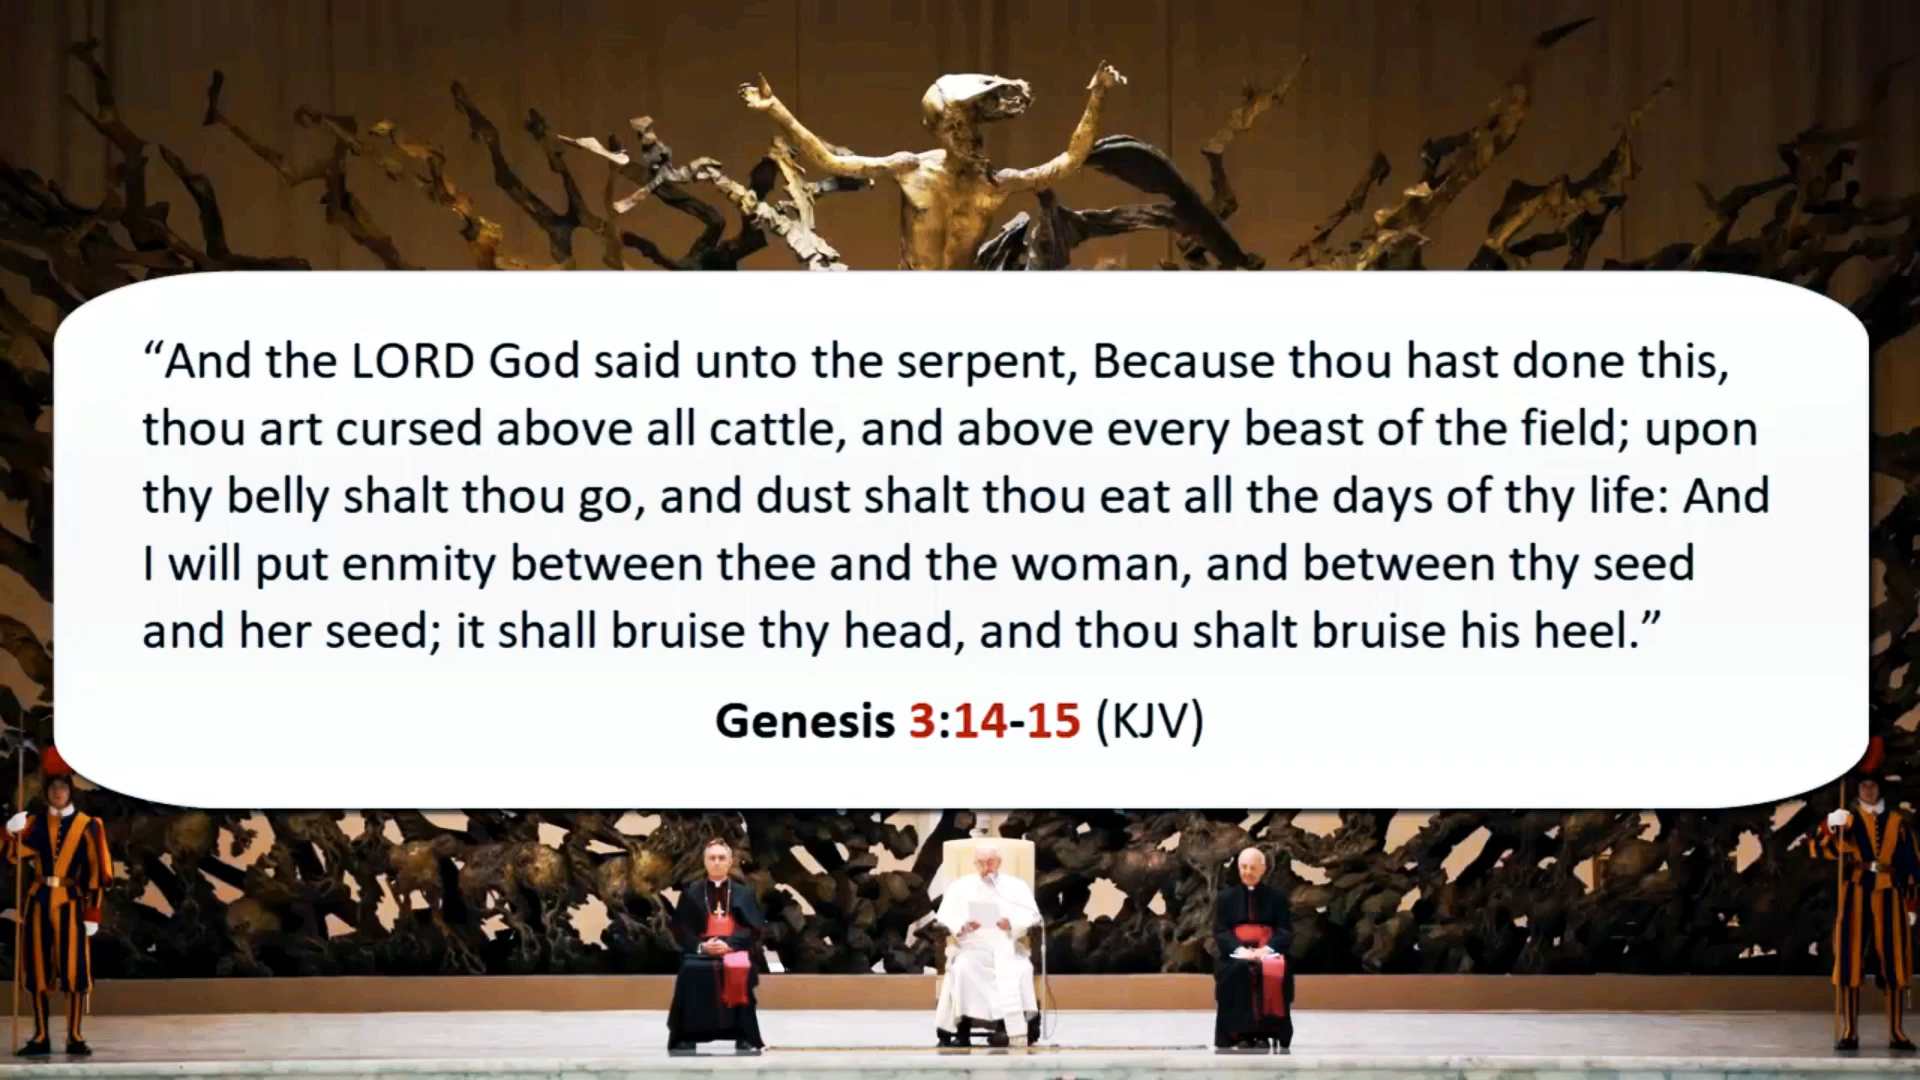 “And the LORD God said unto the serpent, Because thou hast done this,
thou art cursed above all cattle, and above every beast of the field; upon
thy belly shalt thou go, and dust shalt thou eat all the days of thy life: And
I will put enmity between thee and the woman, and between thy seed
and her seed; it shall bruise thy head, and thou shalt bruise his heel.”
Genesis 3:14-15 (KJV)